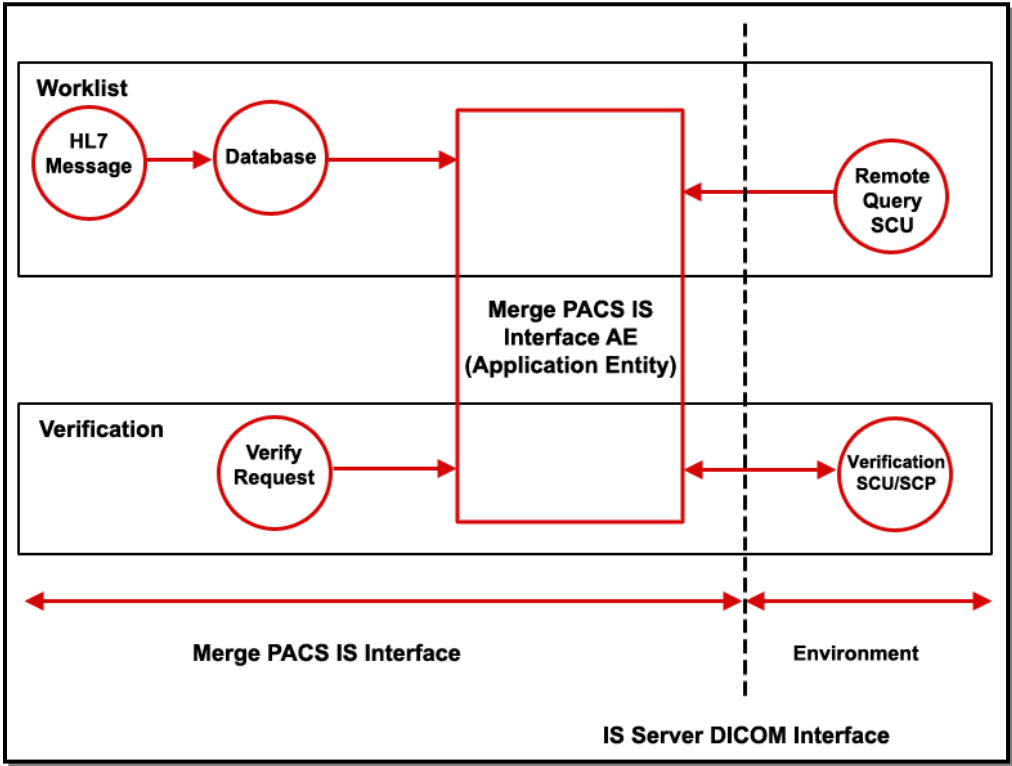 Worklist
HL7
Message
Database
Remote
Query
SCU
Merge PACS IS
Interface AE
(Application Entity)
Verification
Verify
Request
Verification
SCU/SCP
Merge PACS IS Interface
Environment
IS Server DICOM Interface